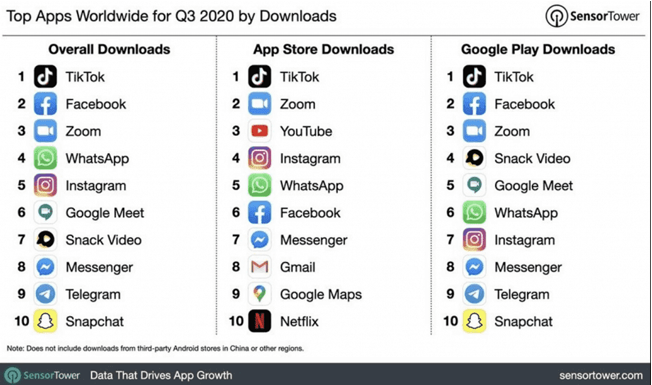 Top Apps Worldwide for Q3 2020 by Downloads
SensorTower
Overall Downloads
1 TikTok
2 Facebook
3 Zoom
4 WhatsApp
5 Instagram
6 Google Meet
7 Snack Video
8 Messenger
9 Telegram
10 Snapchat
App Store Downloads
1 TikTok
2 Zoom
3 YouTube
4 Instagram
5 WhatsApp
6 Facebook
7 Messenger
8 Gmail
9 Google Maps
10 Netflix
Google Play Downloads
1 TikTok
2 Facebook
3 Zoom
4 Snack Video
5 Google Meet
6 WhatsApp
7 Instagram
8 Messenger
9 Telegram
10 Snapchat
Note: Does not include downloads from third-party Android stores in China or other regions.
SensorTower Data That Drives App Growth sensortower.com